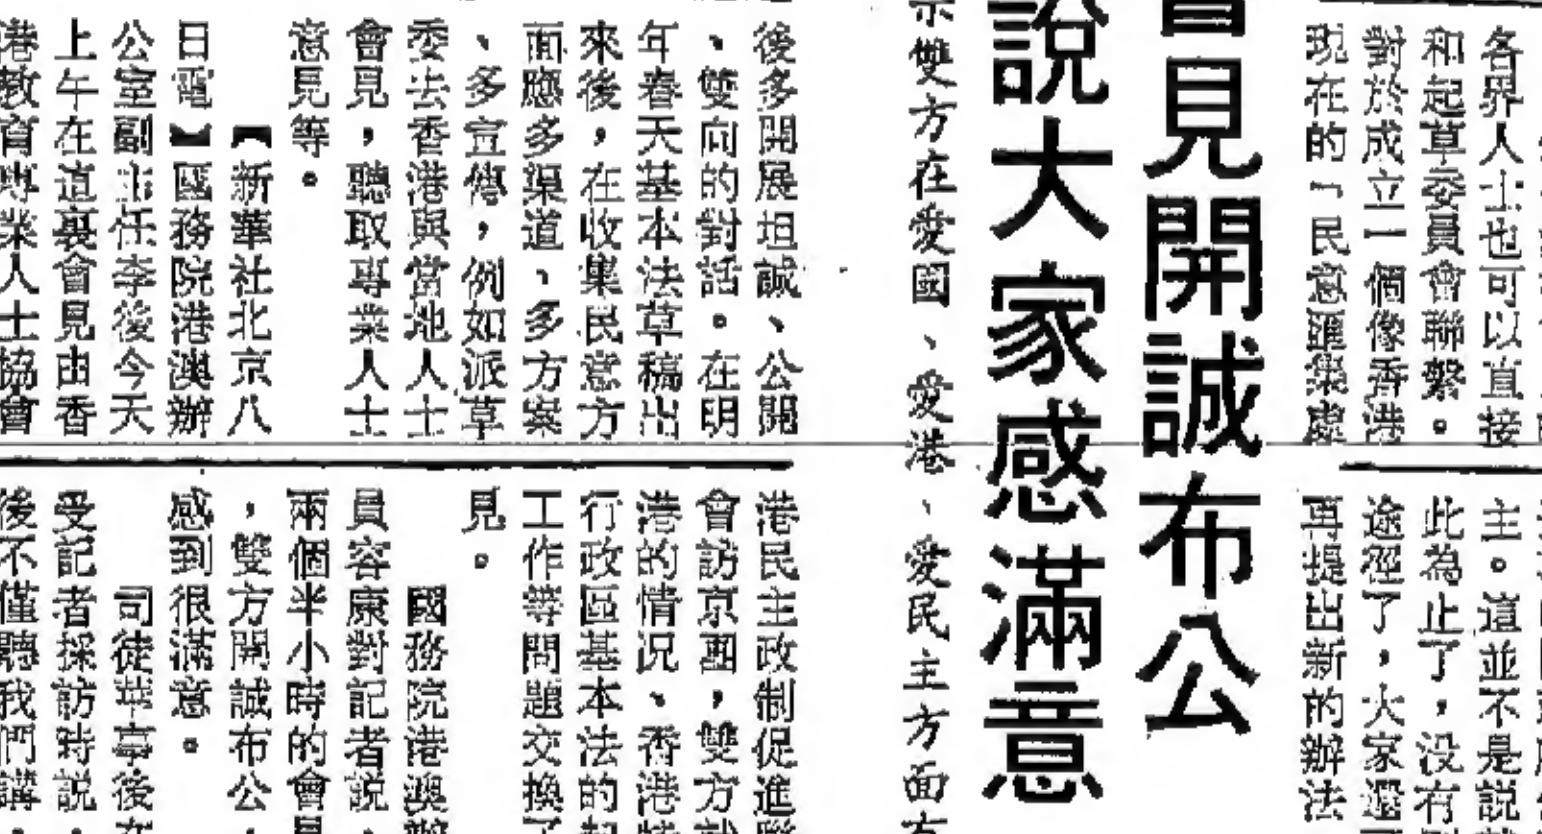 各界人士也可以直接
和起草委員會聯繫。
對於成立一個像香港
現在的「民意匯集處
主。這並不是説
此為止了，没有
途徑了，大家還
再提出新的辦法
見開誠布公
說大家感滿意
雙方在愛國、愛港、愛民主方面有
後多開展坦誠、公開
、雙向的對話。在明
年春天基本法草稿出
來後，在收集民意方
面應多渠道、多方案
、多宣傳，例如派草
委去香港與當地人士
會見，聽取專業人士
意見等。
【新華社北京八
日電】國務院港澳辦
公室副主任李後今天
上午在這裏會見由香
港教育專業人士協會
港民主政制促進聯
會訪京團，雙方就
港的情况、香港特
行政區基本法的起
工作等問題交換了
見。
國務院港澳辦
員容康對記者説，
兩個半小時的會見
，雙方開誠布公，
感到很滿意。
司徒華事後在
受記者採訪時説，
後不僅聽我們講，